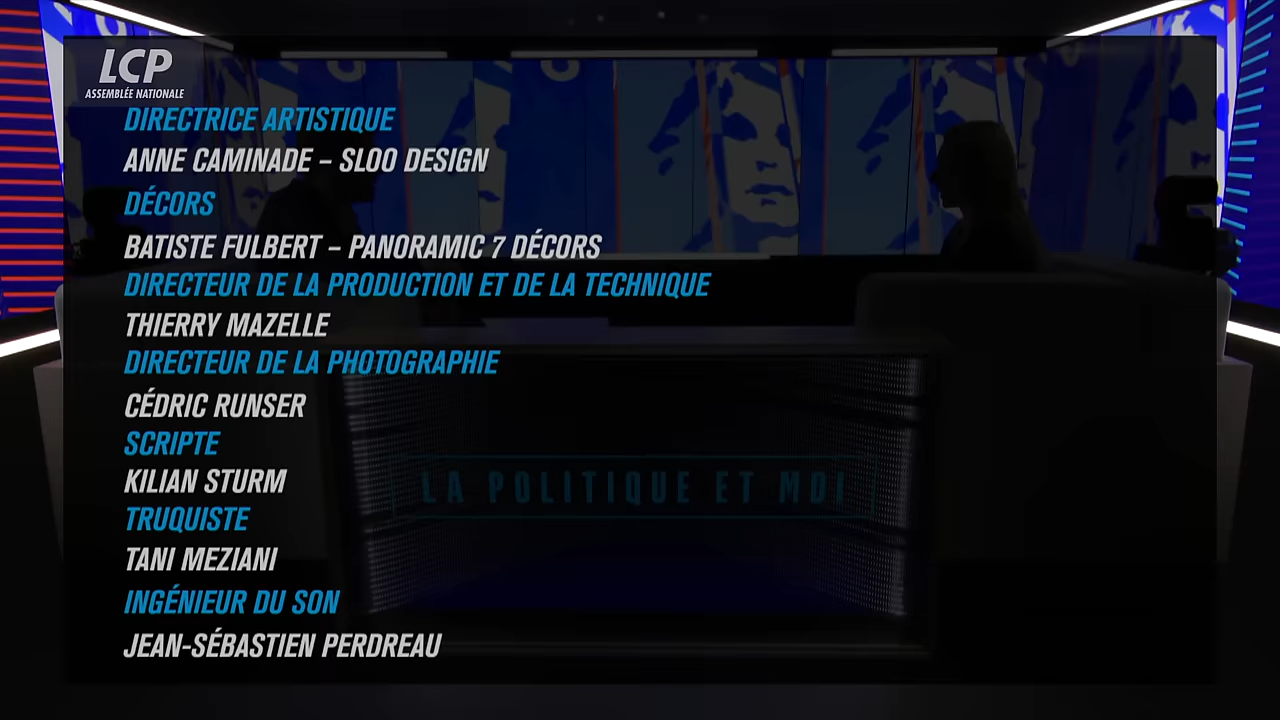 LCP
ASSEMBLÉE NATIONALE
DIRECTRICE ARTISTIQUE
ANNE CAMINADE – SLOO DESIGN
DÉCORS
BATISTE FULBERT – PANORAMIC 7 DÉCORS
DIRECTEUR DE LA PRODUCTION ET DE LA TECHNIQUE
THIERRY MAZELLE
DIRECTEUR DE LA PHOTOGRAPHIE
CÉDRIC RUNSER
SCRIPTE
KILIAN STURM
LA POLITIQUE ET MOI
TRUQUISTE
TANI MEZIANI
INGÉNIEUR DU SON
JEAN-SÉBASTIEN PERDREAU